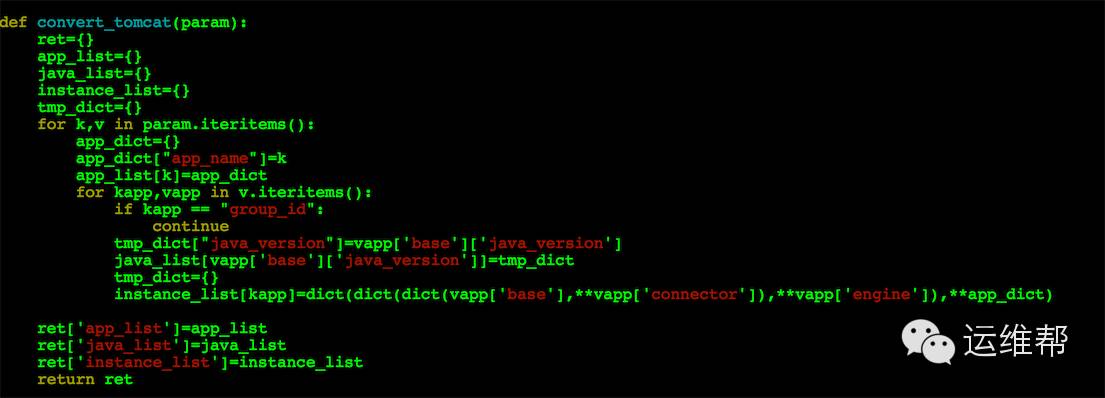 def convert_tomcat(param):
    ret={}
    app_list={}
    java_list={}
    instance_list={}
    tmp_dict={}
    for k,v in param.iteritems():
        app_dict={}
        app_dict["app_name"]=k
        app_list[k]=app_dict
        for kapp,vapp in v.iteritems():
            if kapp == "group_id":
                continue
            tmp_dict["java_version"]=vapp['base']['java_version']
            java_list[vapp['base']['java_version']]=tmp_dict
            tmp_dict={}
            instance_list[kapp]=dict(dict(dict(vapp['base'],**vapp['connector']),**vapp['engine']),**app_dict)
    ret['app_list']=app_list
    ret['java_list']=java_list
    ret['instance_list']=instance_list
    return ret
运维帮